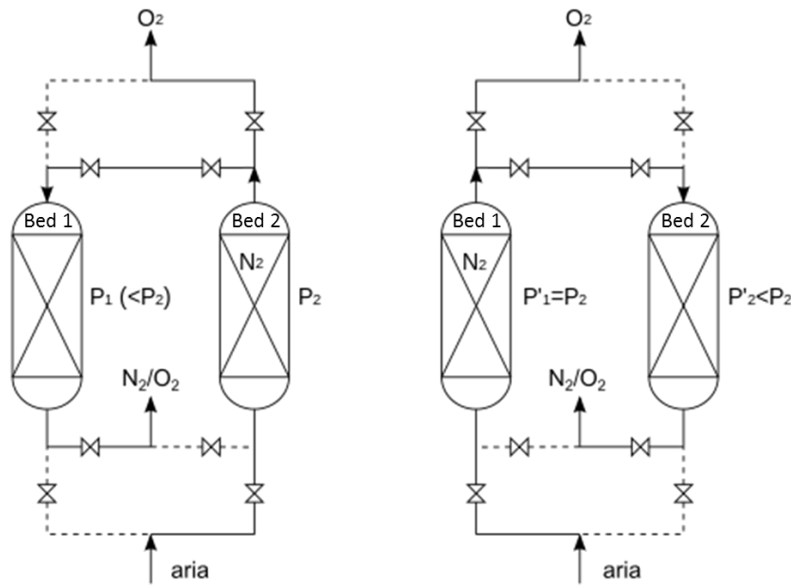 O₂ O₂
Bed 1 Bed 2 Bed 1 Bed 2
N₂ N₂
P₁ (<P₂) P₂ P'₁=P₂ P'₂<P₂
N₂/O₂ N₂/O₂
aria aria